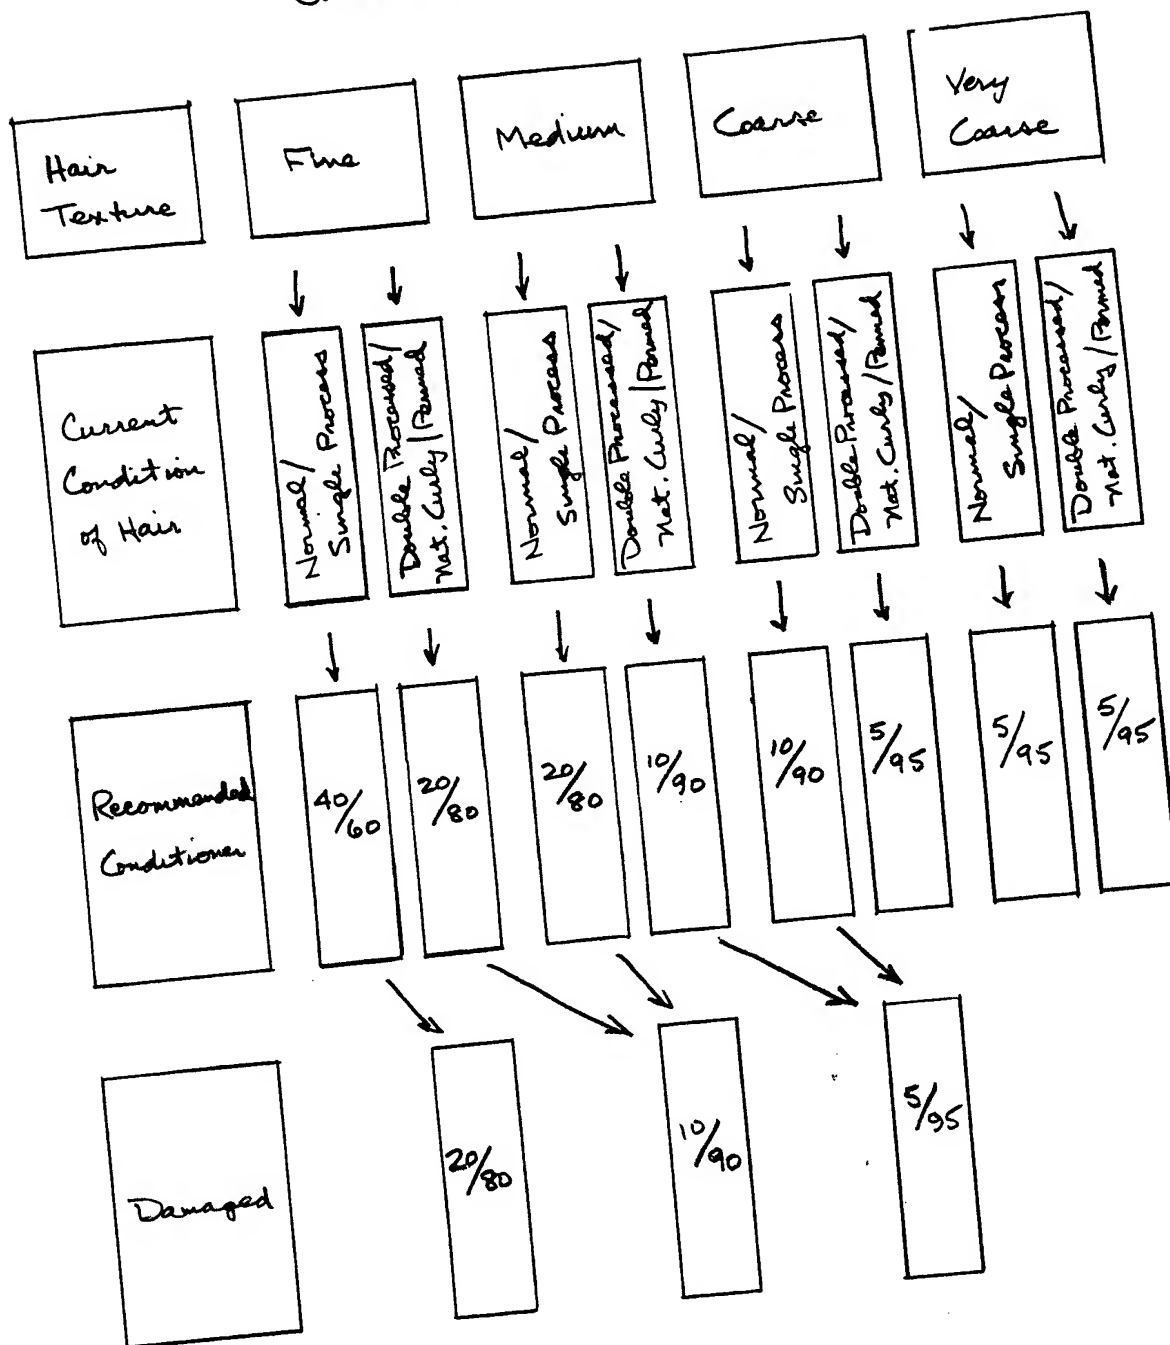 Hair
Texture
Fine
Medium
Coarse
Very
Coarse
Current
Condition
of Hair
Normal/
Single Process
Double Processed/
Nat. Curly/Permed
Normal/
Single Process
Double Processed/
Nat. Curly/Permed
Normal/
Single Process
Double Processed/
Nat. Curly/Permed
Normal/
Single Process
Double Processed/
Nat. Curly/Permed
Recommended
Conditioner
40/60
20/80
20/80
10/90
10/90
5/95
5/95
5/95
Damaged
20/80
10/90
5/95